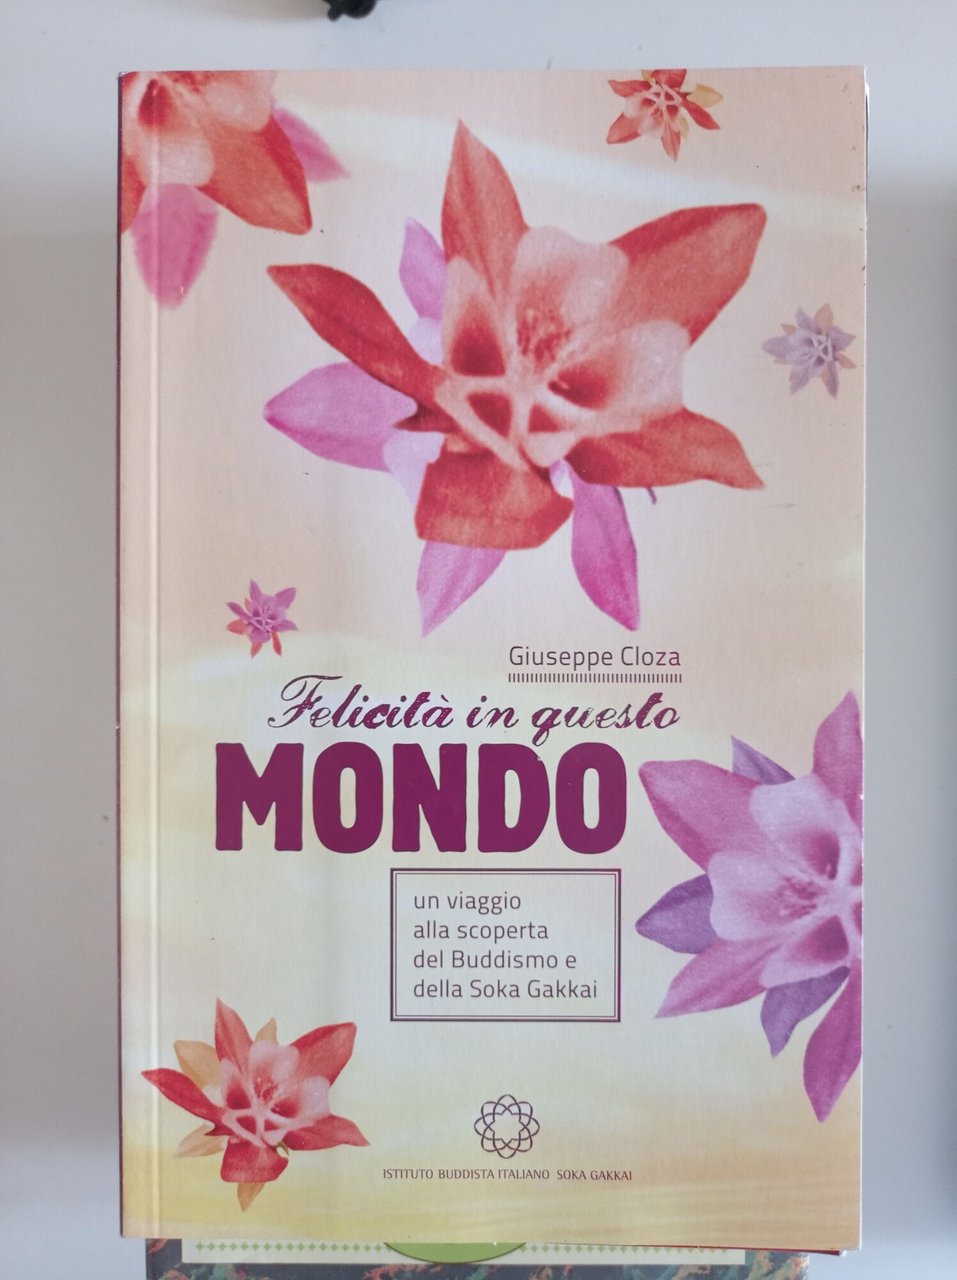 Giuseppe Cloza
Felicità in questo
MONDO
un viaggio
alla scoperta
del Buddismo e
della Soka Gakkai
ISTITUTO BUDDISTA ITALIANO SOKA GAKKAI